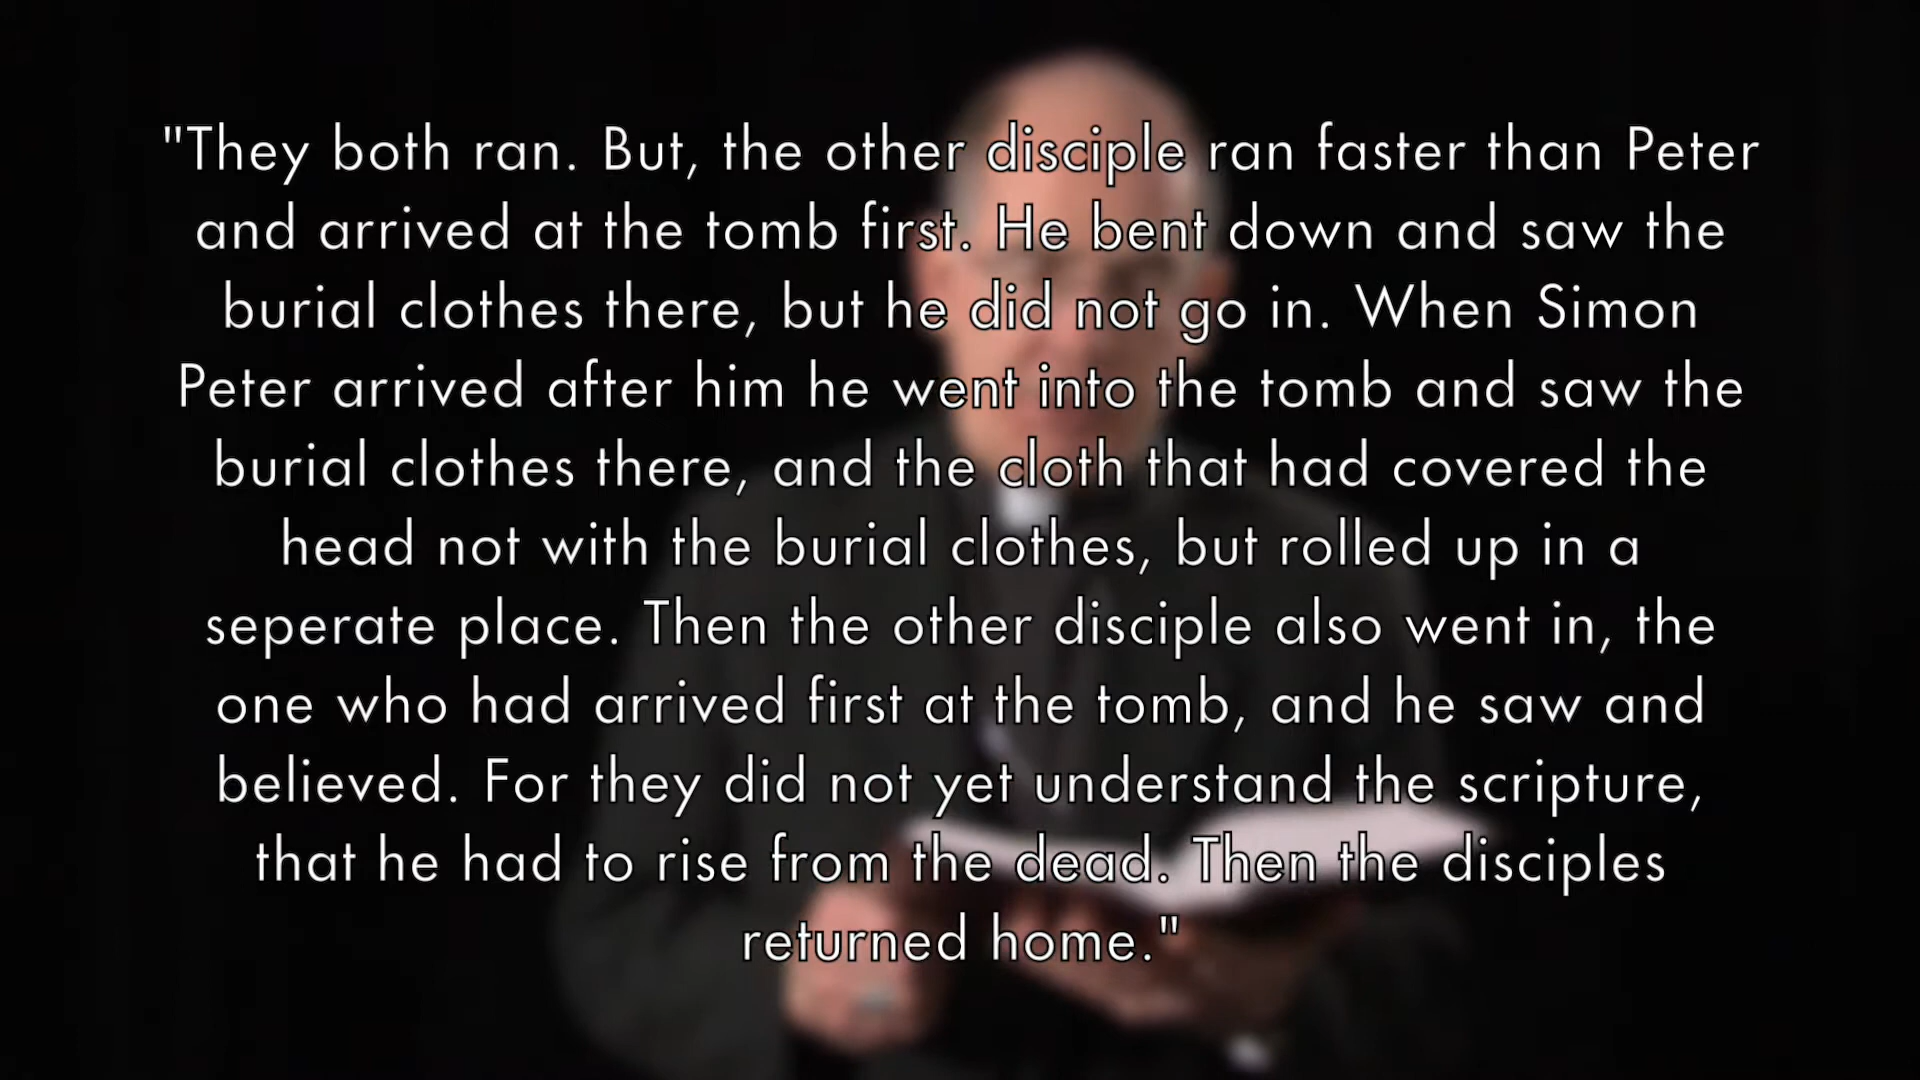 "They both ran. But, the other disciple ran faster than Peter
and arrived at the tomb first. He bent down and saw the
burial clothes there, but he did not go in. When Simon
Peter arrived after him he went into the tomb and saw the
burial clothes there, and the cloth that had covered the
head not with the burial clothes, but rolled up in a
seperate place. Then the other disciple also went in, the
one who had arrived first at the tomb, and he saw and
believed. For they did not yet understand the scripture,
that he had to rise from the dead. Then the disciples
returned home."